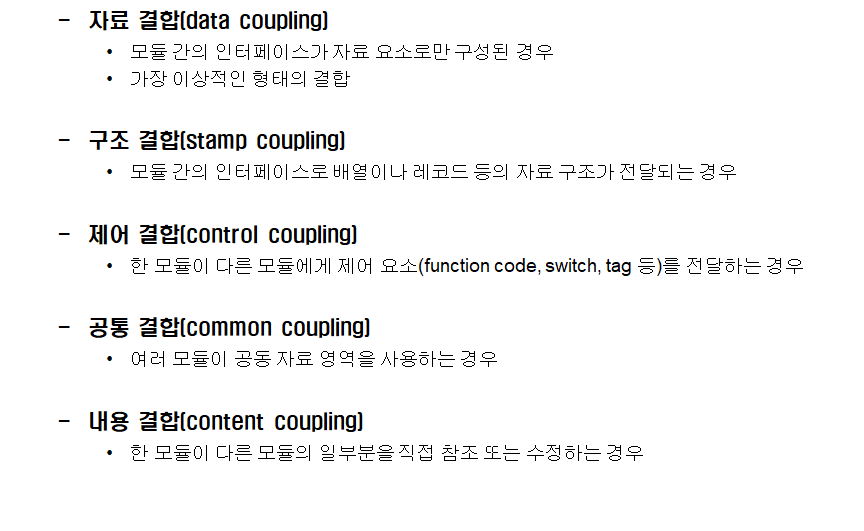 – 자료 결합(data coupling)
• 모듈 간의 인터페이스가 자료 요소로만 구성된 경우
• 가장 이상적인 형태의 결합
– 구조 결합(stamp coupling)
• 모듈 간의 인터페이스로 배열이나 레코드 등의 자료 구조가 전달되는 경우
– 제어 결합(control coupling)
• 한 모듈이 다른 모듈에게 제어 요소(function code, switch, tag 등)를 전달하는 경우
– 공통 결합(common coupling)
• 여러 모듈이 공동 자료 영역을 사용하는 경우
– 내용 결합(content coupling)
• 한 모듈이 다른 모듈의 일부분을 직접 참조 또는 수정하는 경우